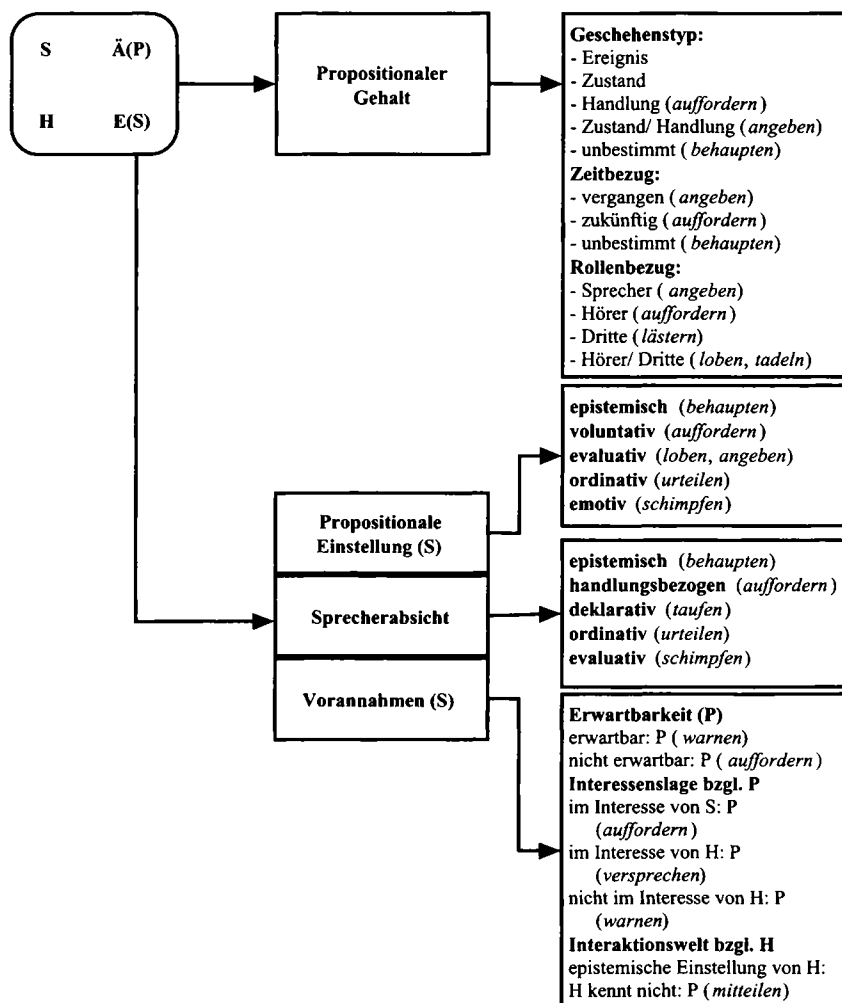 S Ä(P)
H E(S)
Propositionaler
Gehalt
Geschehenstyp:
- Ereignis
- Zustand
- Handlung (auffordern)
- Zustand/ Handlung (angeben)
- unbestimmt (behaupten)
Zeitbezug:
- vergangen (angeben)
- zukünftig (auffordern)
- unbestimmt (behaupten)
Rollenbezug:
- Sprecher (angeben)
- Hörer (auffordern)
- Dritte (lästern)
- Hörer/ Dritte (loben, tadeln)
Propositionale
Einstellung (S)
epistemisch (behaupten)
voluntativ (auffordern)
evaluativ (loben, angeben)
ordinativ (urteilen)
emotiv (schimpfen)
Sprecherabsicht
epistemisch (behaupten)
handlungsbezogen (auffordern)
deklarativ (taufen)
ordinativ (urteilen)
evaluativ (schimpfen)
Vorannahmen (S)
Erwartbarkeit (P)
erwartbar: P (warnen)
nicht erwartbar: P (auffordern)
Interessenslage bzgl. P
im Interesse von S: P
(auffordern)
im Interesse von H: P
(versprechen)
nicht im Interesse von H: P
(warnen)
Interaktionswelt bzgl. H
epistemische Einstellung von H:
H kennt nicht: P (mitteilen)